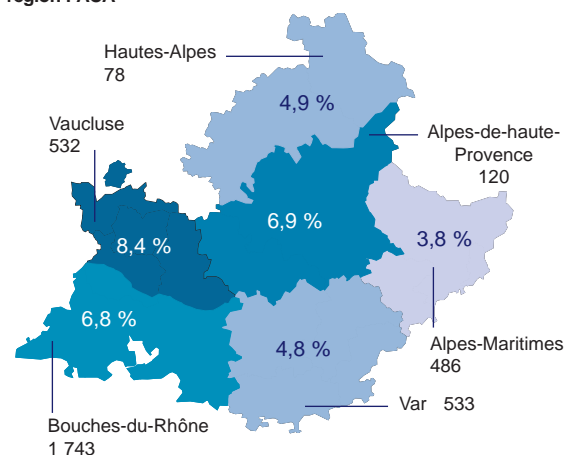 région PACA
Hautes-Alpes
78
4,9 %
Vaucluse
532
Alpes-de-haute-
Provence
120
6,9 %
8,4 %
3,8 %
6,8 %
4,8 %
Alpes-Maritimes
486
Var 533
Bouches-du-Rhône
1 743